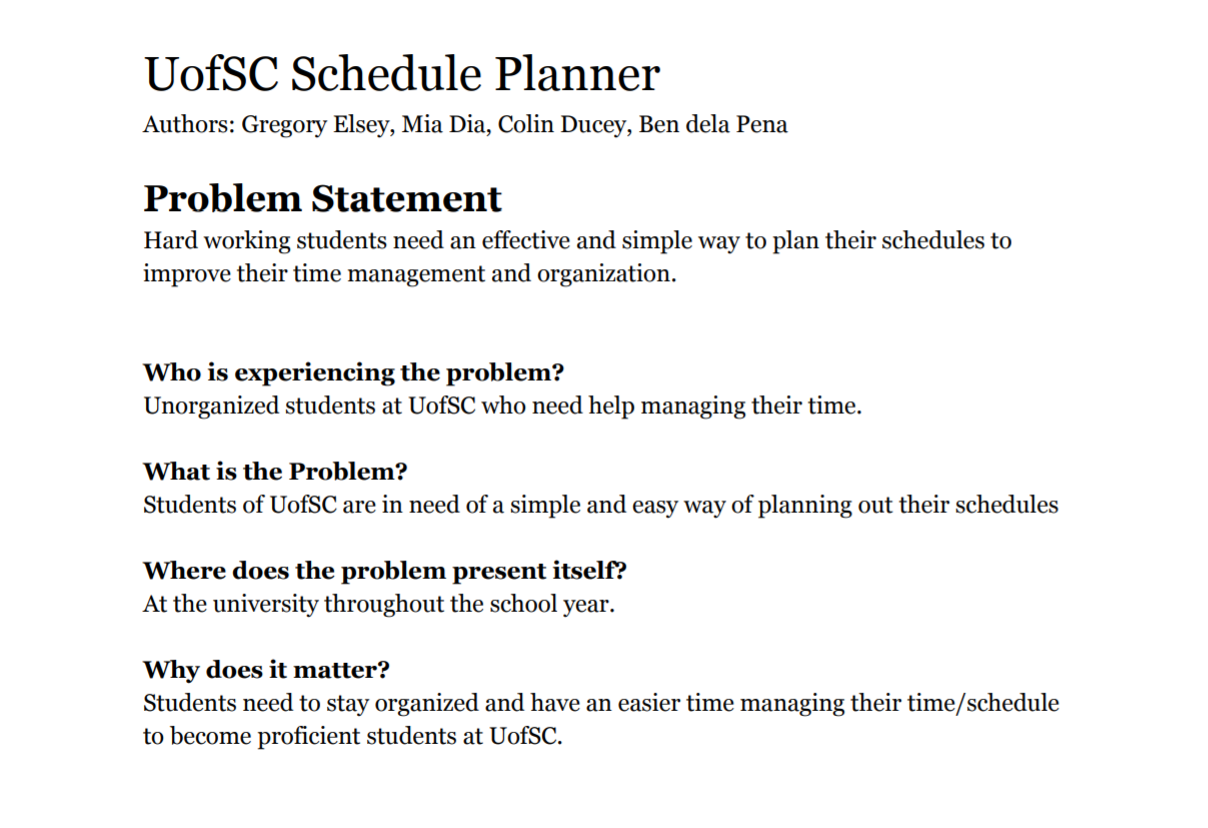 UofSC Schedule Planner
Authors: Gregory Elsey, Mia Dia, Colin Ducey, Ben dela Pena
Problem Statement
Hard working students need an effective and simple way to plan their schedules to
improve their time management and organization.
Who is experiencing the problem?
Unorganized students at UofSC who need help managing their time.
What is the Problem?
Students of UofSC are in need of a simple and easy way of planning out their schedules
Where does the problem present itself?
At the university throughout the school year.
Why does it matter?
Students need to stay organized and have an easier time managing their time/schedule
to become proficient students at UofSC.